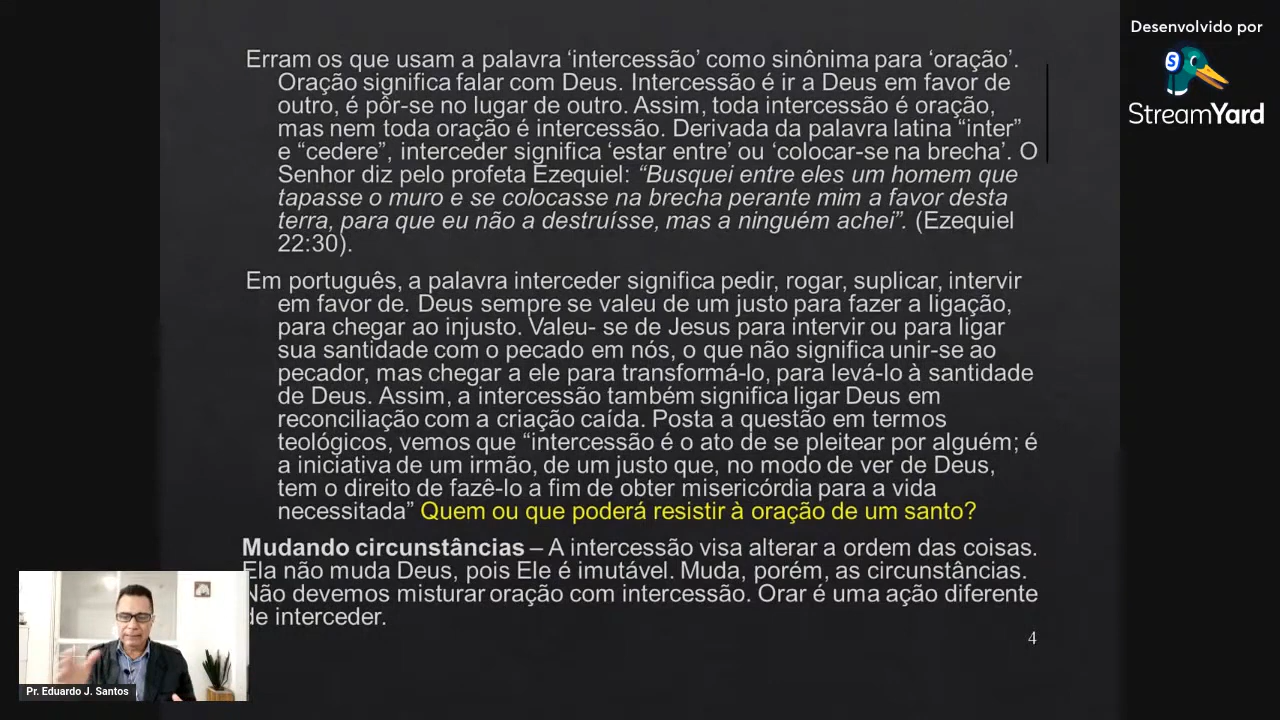 Desenvolvido por
StreamYard
Erram os que usam a palavra ‘intercessão’ como sinônima para ‘oração’.
Oração significa falar com Deus. Intercessão é ir a Deus em favor de
outro, é pôr-se no lugar de outro. Assim, toda intercessão é oração,
mas nem toda oração é intercessão. Derivada da palavra latina “inter”
e “cedere”, interceder significa ‘estar entre’ ou ‘colocar-se na brecha’. O
Senhor diz pelo profeta Ezequiel: “Busquei entre eles um homem que
tapasse o muro e se colocasse na brecha perante mim a favor desta
terra, para que eu não a destruísse, mas a ninguém achei”. (Ezequiel
22:30).
Em português, a palavra interceder significa pedir, rogar, suplicar, intervir
em favor de. Deus sempre se valeu de um justo para fazer a ligação,
para chegar ao injusto. Valeu- se de Jesus para intervir ou para ligar
sua santidade com o pecado em nós, o que não significa unir-se ao
pecador, mas chegar a ele para transformá-lo, para levá-lo à santidade
de Deus. Assim, a intercessão também significa ligar Deus em
reconciliação com a criação caída. Posta a questão em termos
teológicos, vemos que “intercessão é o ato de se pleitear por alguém; é
a iniciativa de um irmão, de um justo que, no modo de ver de Deus,
tem o direito de fazê-lo a fim de obter misericórdia para a vida
necessitada” Quem ou que poderá resistir à oração de um santo?
Mudando circunstâncias – A intercessão visa alterar a ordem das coisas.
Ela não muda Deus, pois Ele é imutável. Muda, porém, as circunstâncias.
Não devemos misturar oração com intercessão. Orar é uma ação diferente
de interceder.
4
Pr. Eduardo J. Santos